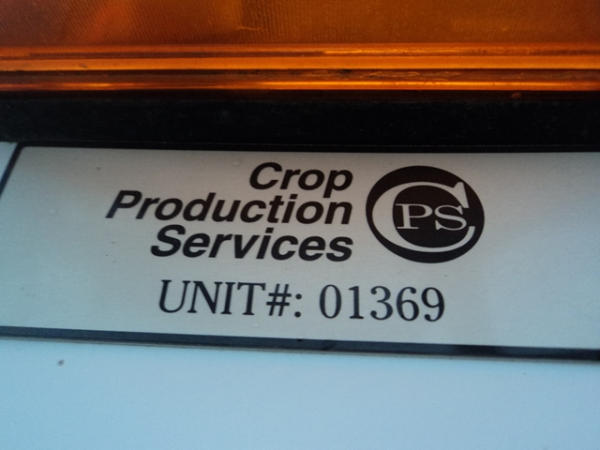 Crop
Production
Services
CPS
UNIT#: 01369